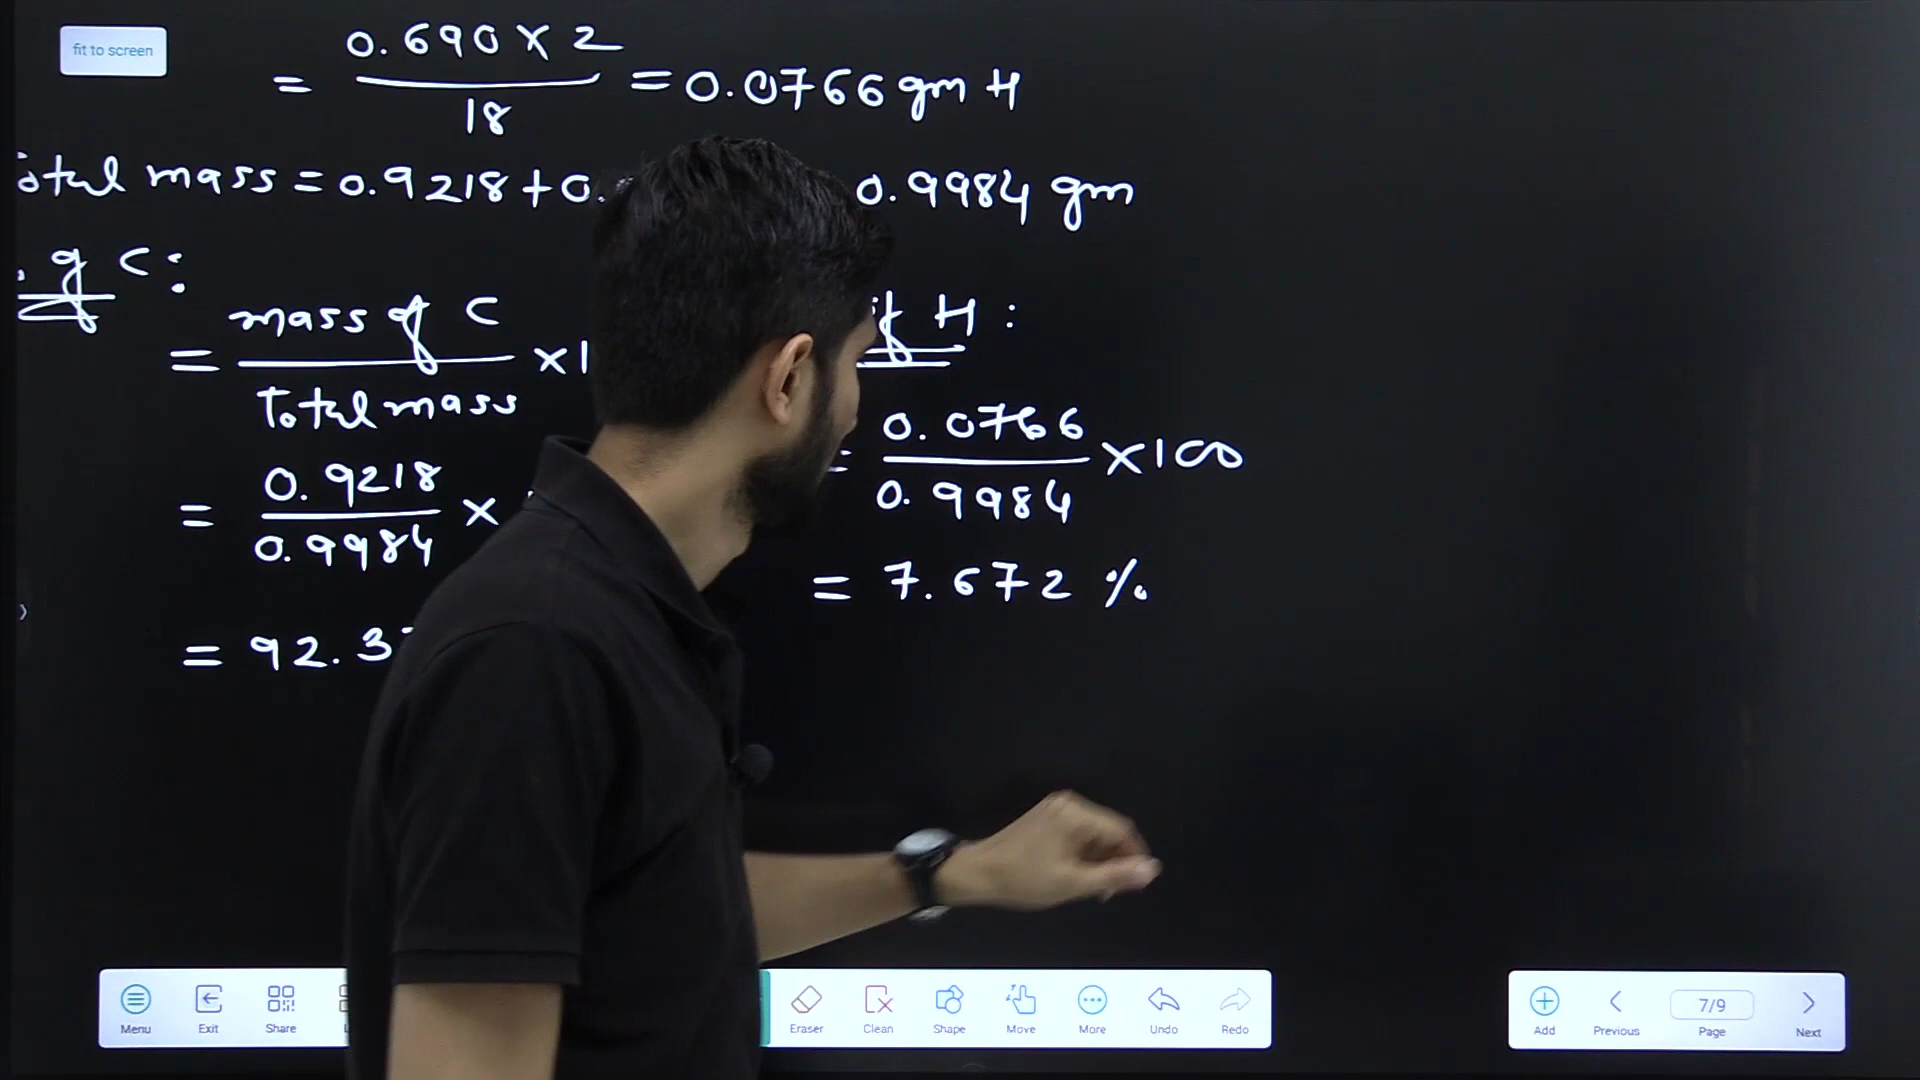 fit to screen
= 0.690 × 2 / 18 = 0.0766 gm H
otal mass = 0.9218 + 0. 0.9984 gm
. of C :
= mass of C / Total mass × 1
= 0.9218 / 0.9984 ×
= 92.3
of H :
= 0.0766 / 0.9984 × 100
= 7.672 %
Menu Exit Share Eraser Clean Shape Move More Undo Redo
Add Previous 7/9 Page Next